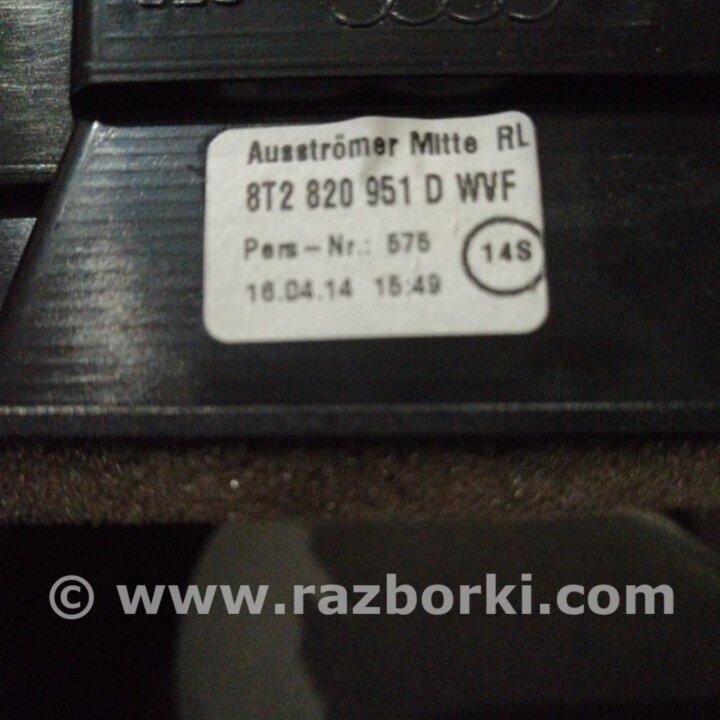 Ausströmer Mitte RL
8T2 820 951 D WVF
Pers-Nr.: 575
14S
16.04.14 15:49
© www.razborki.com